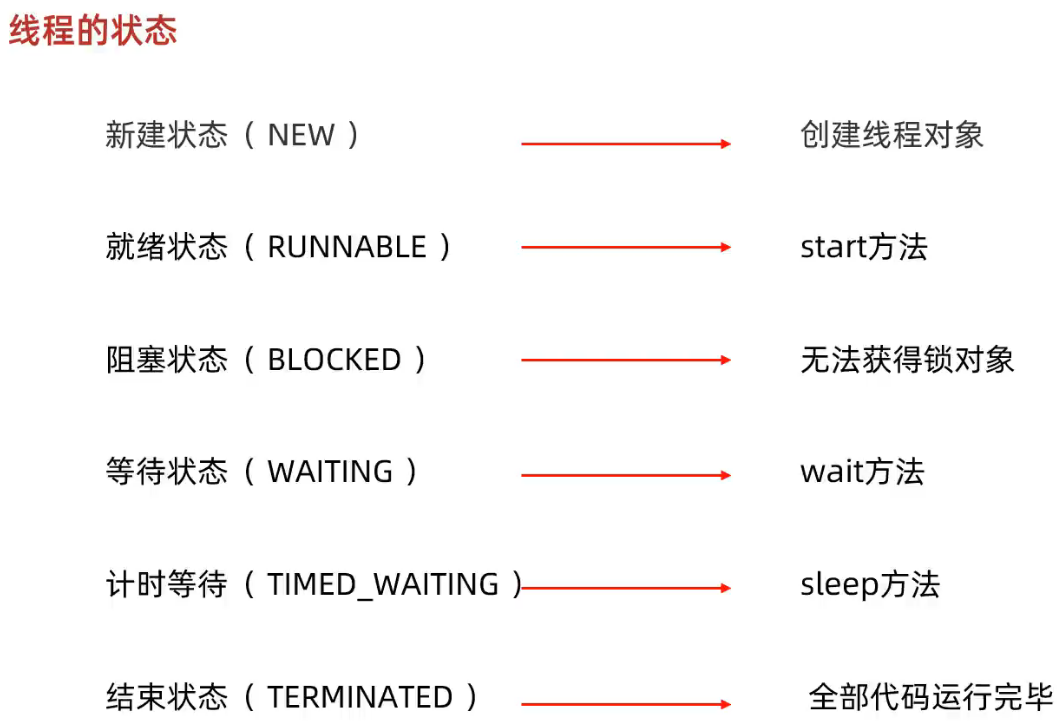 线程的状态
新建状态（ NEW ） 创建线程对象
就绪状态（ RUNNABLE ） start方法
阻塞状态（ BLOCKED ） 无法获得锁对象
等待状态（ WAITING ） wait方法
计时等待（ TIMED_WAITING ） sleep方法
结束状态（ TERMINATED ） 全部代码运行完毕